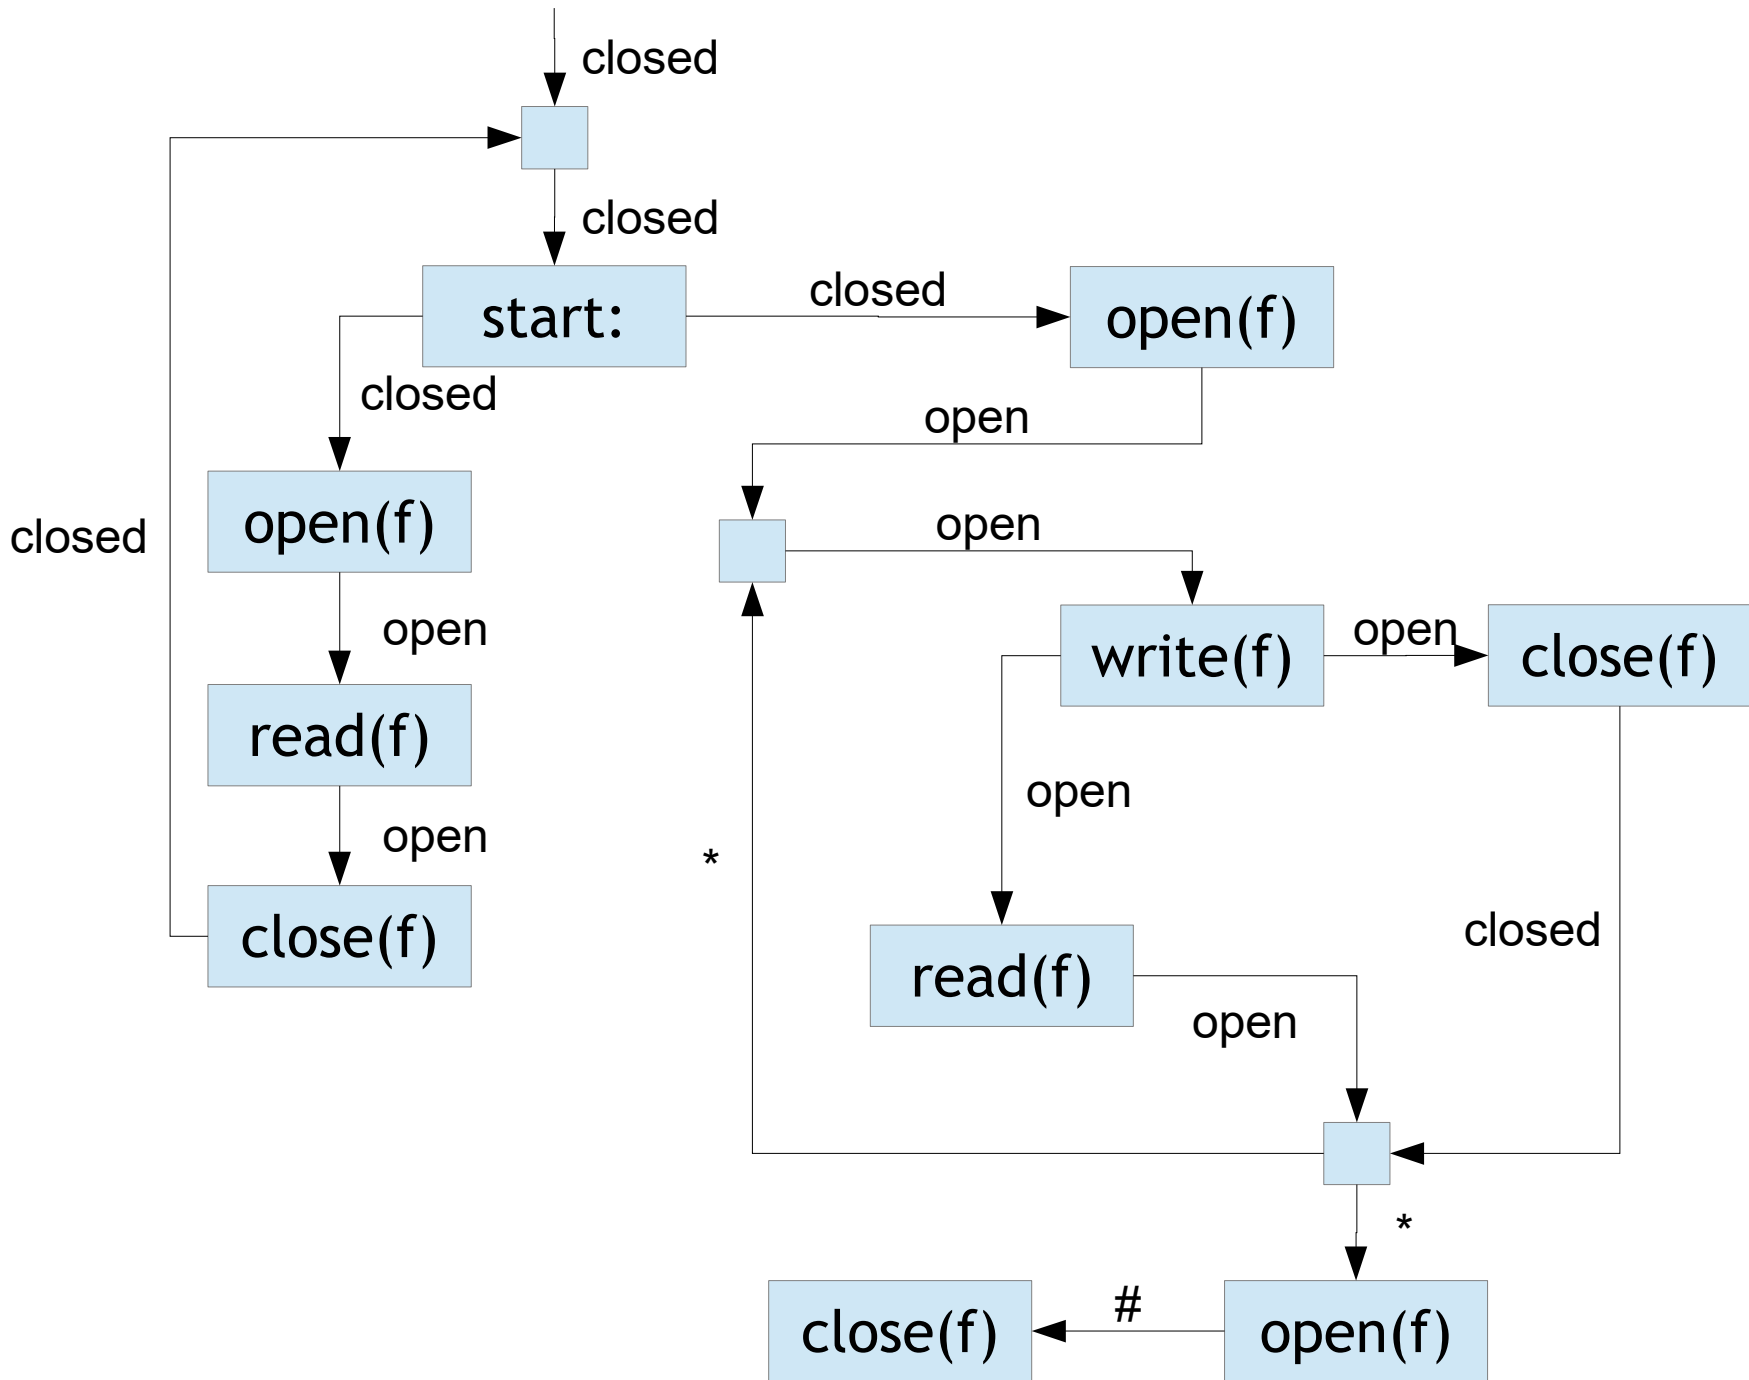 closed
closed
start:
closed
open(f)
closed
open
open(f)
closed
open
open
write(f)
open
close(f)
read(f)
open
open
*
close(f)
read(f)
open
closed
*
close(f)
#
open(f)